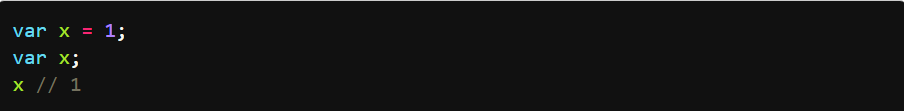 var x = 1;
var x;
x // 1